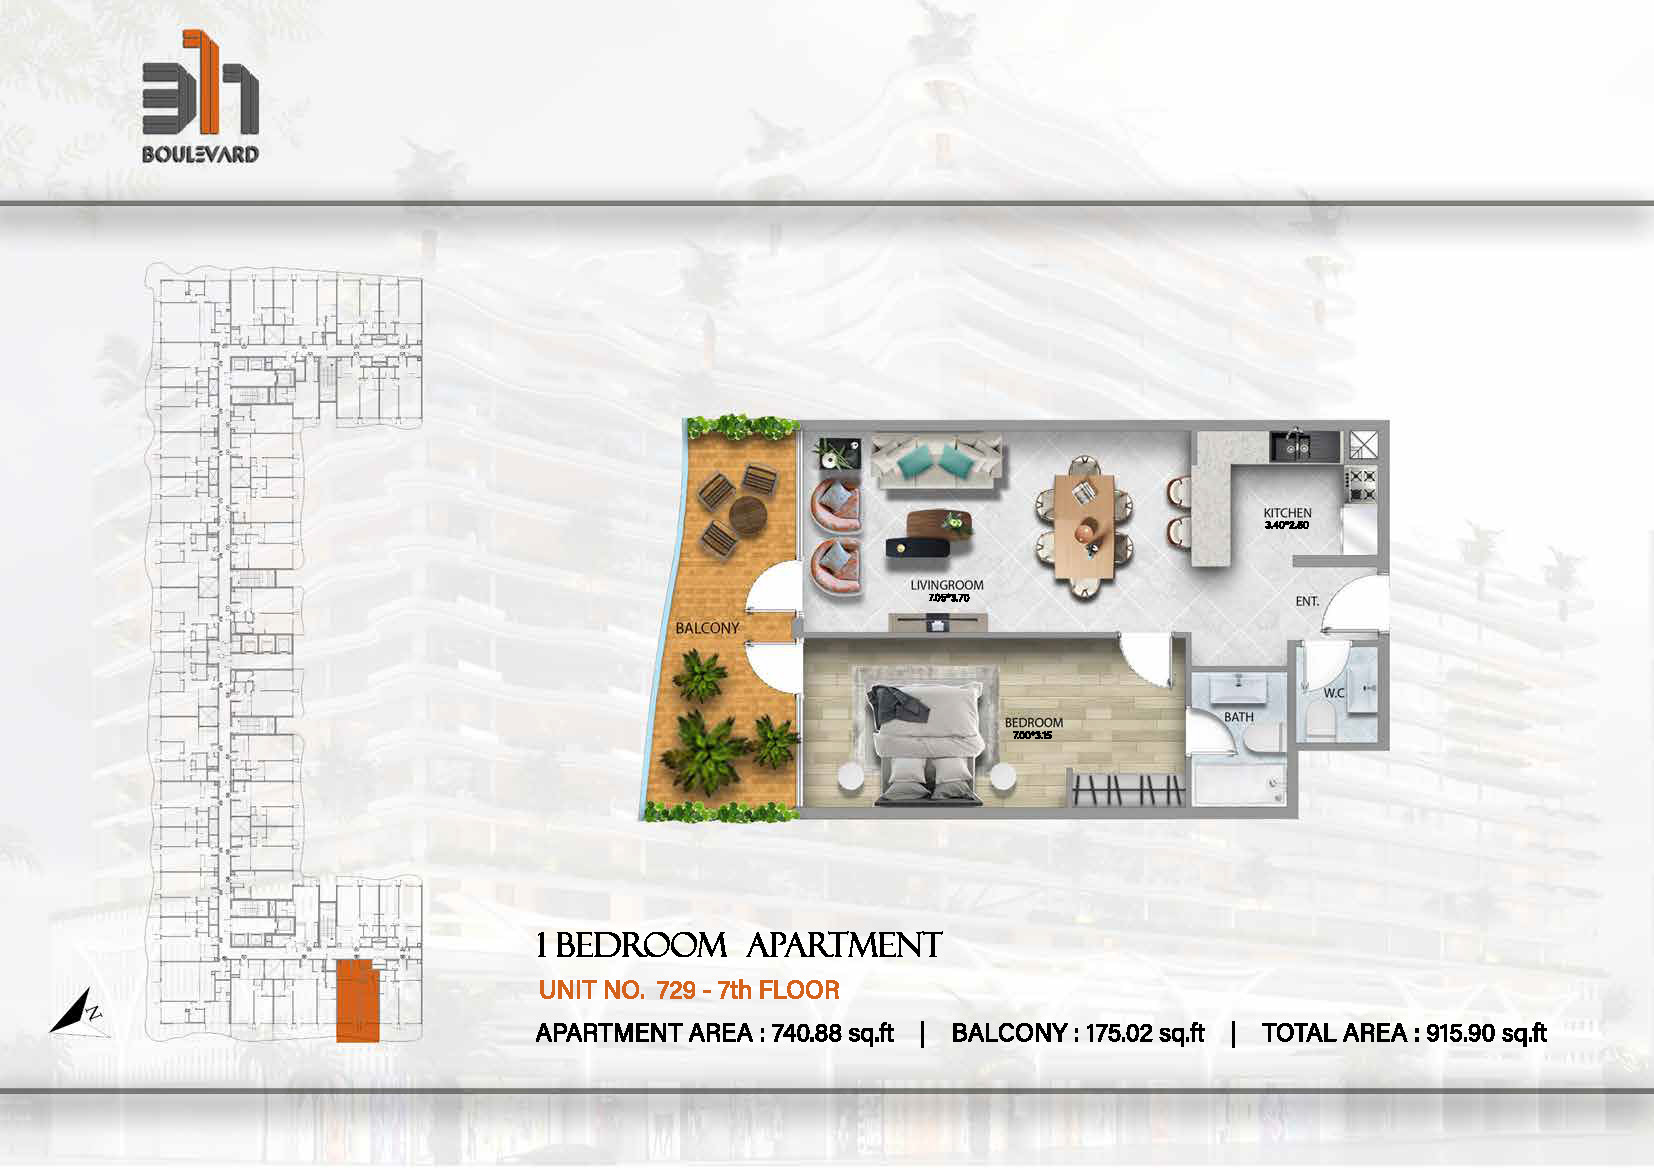 311
BOULEVARD
KITCHEN
3.40*2.60
LIVINGROOM
7.05*3.70
ENT.
BALCONY
W.C
BATH
BEDROOM
7.00*3.15
N
1 BEDROOM APARTMENT
UNIT NO. 729 - 7th FLOOR
APARTMENT AREA : 740.88 sq.ft | BALCONY : 175.02 sq.ft | TOTAL AREA : 915.90 sq.ft